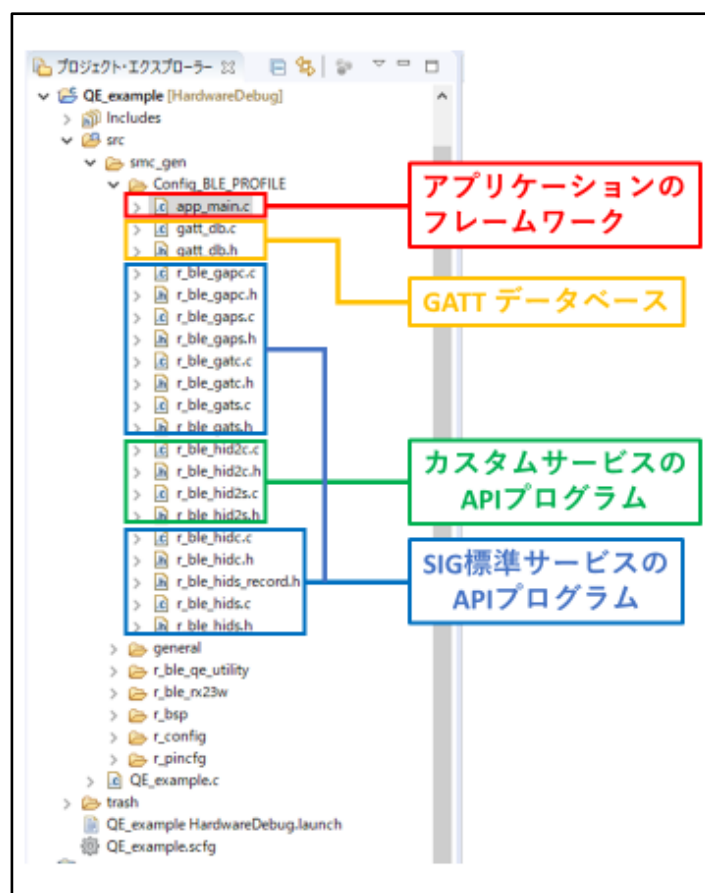 プロジェクト・エクスプローラー
QE_example [HardwareDebug]
Includes
src
smc_gen
Config_BLE_PROFILE
app_main.c
gatt_db.c
gatt_db.h
r_ble_gapc.c
r_ble_gapc.h
r_ble_gaps.c
r_ble_gaps.h
r_ble_gatc.c
r_ble_gatc.h
r_ble_gats.c
r_ble_gats.h
r_ble_hid2c.c
r_ble_hid2c.h
r_ble_hid2s.c
r_ble_hid2s.h
r_ble_hidc.c
r_ble_hidc.h
r_ble_hids_record.h
r_ble_hids.c
r_ble_hids.h
general
r_ble_qe_utility
r_ble_rx23w
r_bsp
r_config
r_pincfg
QE_example.c
trash
QE_example HardwareDebug.launch
QE_example.scfg
アプリケーションの
フレームワーク
GATT データベース
カスタムサービスの
APIプログラム
SIG標準サービスの
APIプログラム